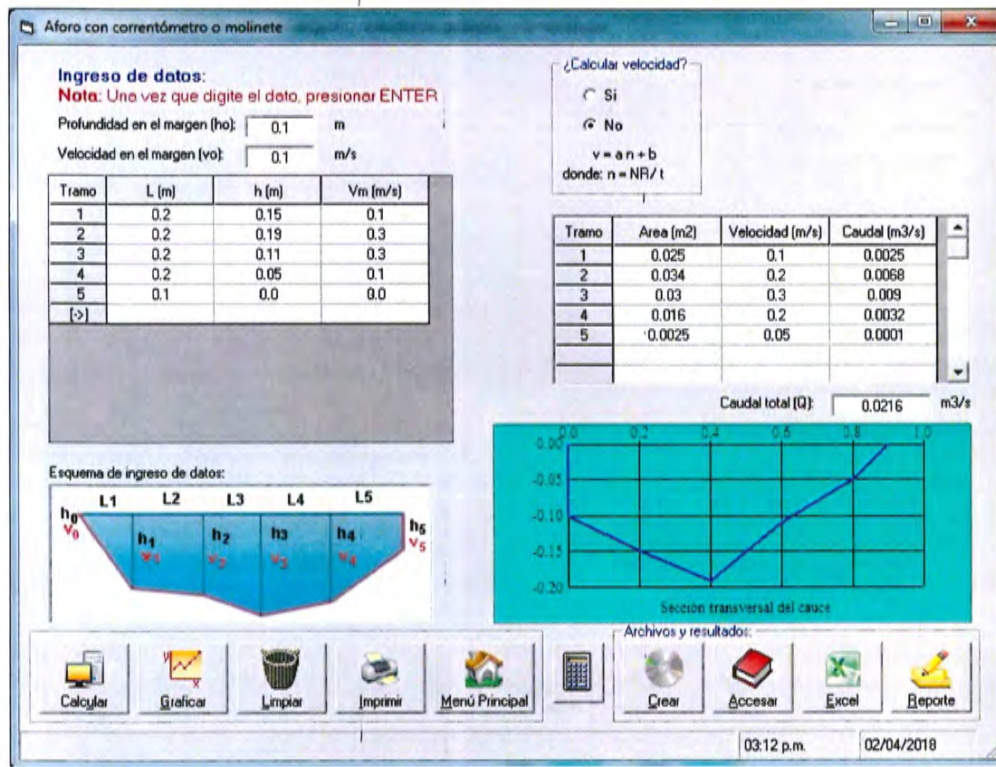 Aforo con correntómetro o molinete
Ingreso de datos:
Nota: Una vez que digite el dato, presionar ENTER
Profundidad en el margen (ho): 0.1 m
Velocidad en el margen (vo): 0.1 m/s
Tramo L (m) h (m) Vm (m/s)
1 0.2 0.15 0.1
2 0.2 0.19 0.3
3 0.2 0.11 0.3
4 0.2 0.05 0.1
5 0.1 0.0 0.0
[->]
¿Calcular velocidad?
Si
No
v = a n + b
donde: n = NR/ t
Tramo Area (m2) Velocidad (m/s) Caudal (m3/s)
1 0.025 0.1 0.0025
2 0.034 0.2 0.0068
3 0.03 0.3 0.009
4 0.016 0.2 0.0032
5 0.0025 0.05 0.0001
Caudal total (Q): 0.0216 m3/s
Esquema de ingreso de datos:
L1 L2 L3 L4 L5
h0 h1 h2 h3 h4 h5
v0 v1 v2 v3 v4 v5
0.0 0.2 0.4 0.6 0.8 1.0
0.00
-0.05
-0.10
-0.15
-0.20
Sección transversal del cauce
Calcular Graficar Limpiar Imprimir Menú Principal
Archivos y resultados:
Crear Accesar Excel Reporte
03:12 p.m. 02/04/2018